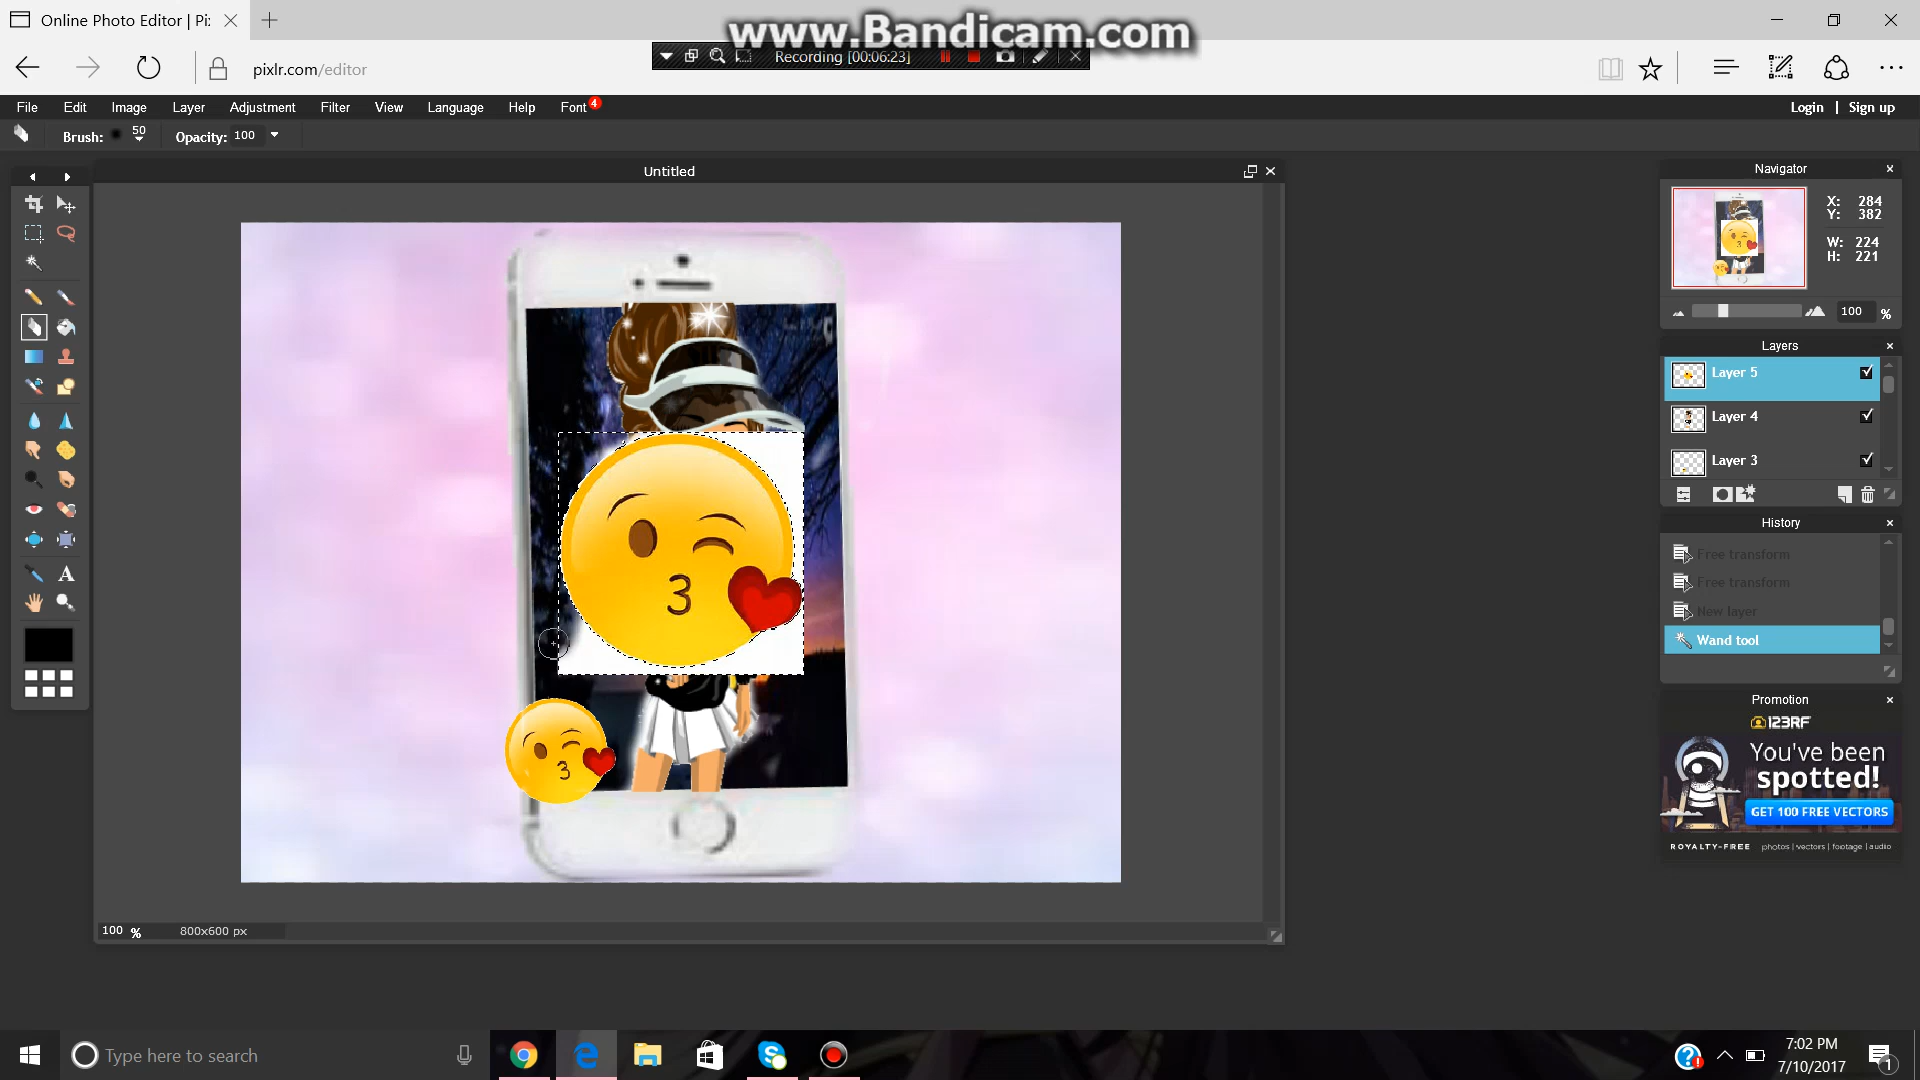 Online Photo Editor | Pi:
www.Bandicam.com
Recording [00:06:23]
pixlr.com/editor
File Edit Image Layer Adjustment Filter View Language Help Font 4
Login | Sign up
Brush: 50 Opacity: 100
Untitled
Navigator
X: 284
Y: 382
W: 224
H: 221
100 %
Layers
Layer 5
Layer 4
Layer 3
History
Free transform
Free transform
New layer
Wand tool
Promotion
123RF
You've been
spotted!
GET 100 FREE VECTORS
ROYALTY-FREE photos | vectors | footage | audio
A
100 % 800x600 px
Type here to search
7:02 PM
7/10/2017
1